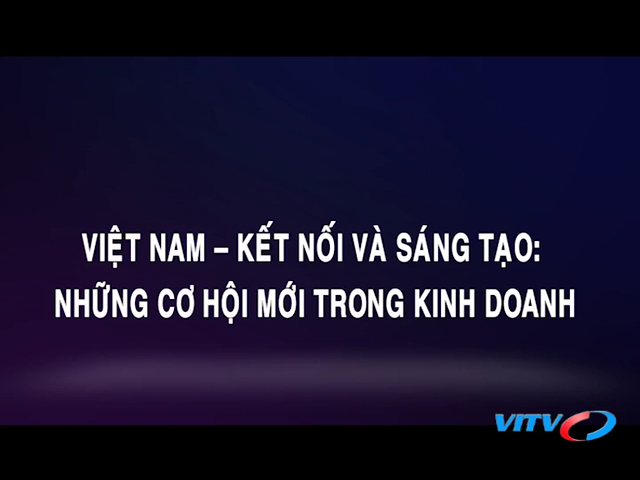 VIỆT NAM – KẾT NỐI VÀ SÁNG TẠO:
NHỮNG CƠ HỘI MỚI TRONG KINH DOANH
VITV